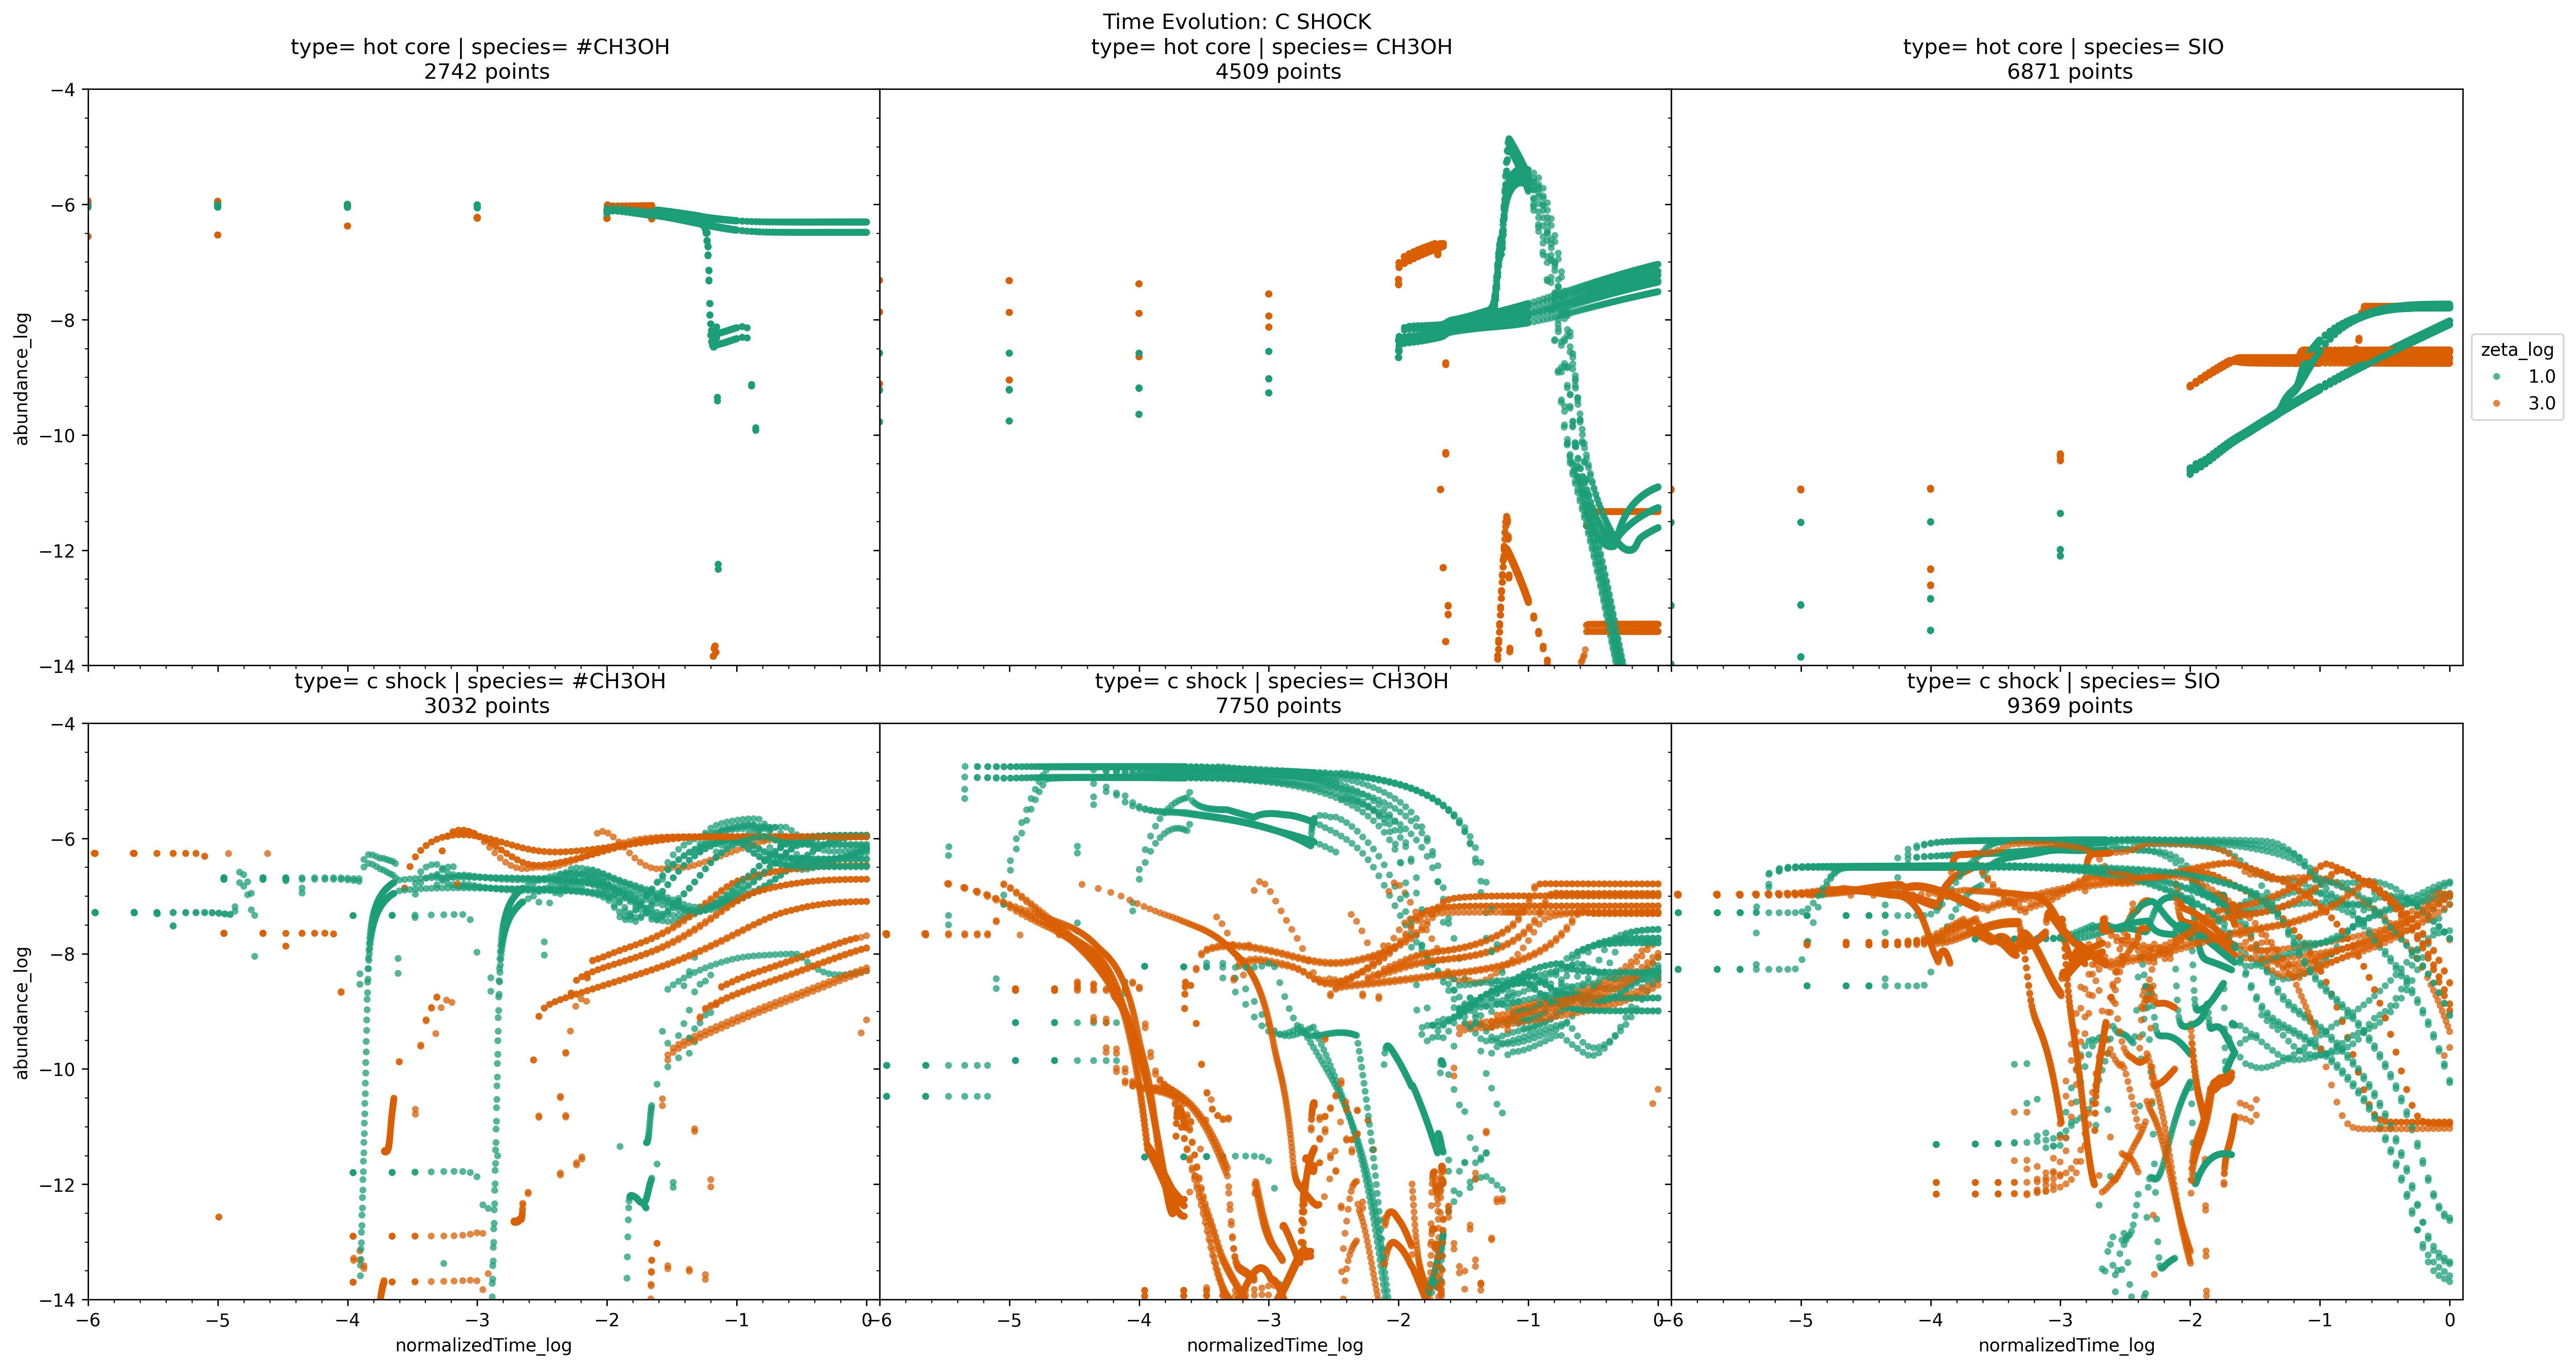 Time Evolution: C SHOCK
type= hot core | species= #CH3OH
2742 points
type= hot core | species= CH3OH
4509 points
type= hot core | species= SIO
6871 points
abundance_log
−4
−6
−8
−10
−12
−14
zeta_log
1.0
3.0
type= c shock | species= #CH3OH
3032 points
type= c shock | species= CH3OH
7750 points
type= c shock | species= SIO
9369 points
abundance_log
−4
−6
−8
−10
−12
−14
−6 −5 −4 −3 −2 −1 0
−6 −5 −4 −3 −2 −1 0
−6 −5 −4 −3 −2 −1 0
normalizedTime_log
normalizedTime_log
normalizedTime_log